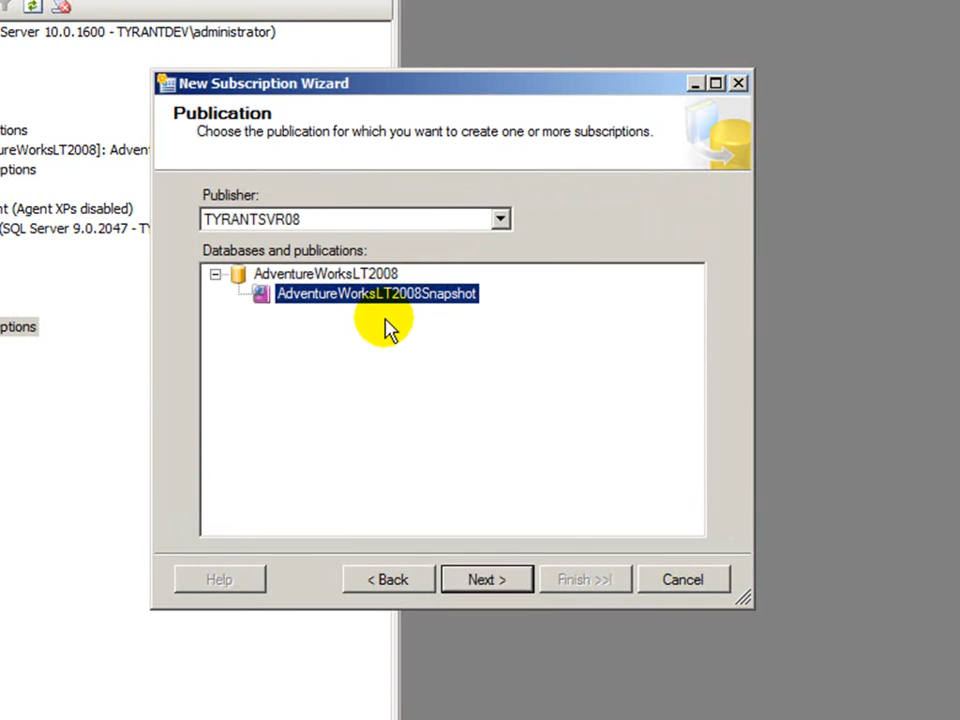 Server 10.0.1600 - TYRANTDEV\administrator)
tions
ureWorksLT2008]: Adven
ptions
nt (Agent XPs disabled)
(SQL Server 9.0.2047 - TY
ptions
New Subscription Wizard
Publication
Choose the publication for which you want to create one or more subscriptions.
Publisher:
TYRANTSVR08
Databases and publications:
AdventureWorksLT2008
AdventureWorksLT2008Snapshot
Help
< Back
Next >
Finish >>|
Cancel